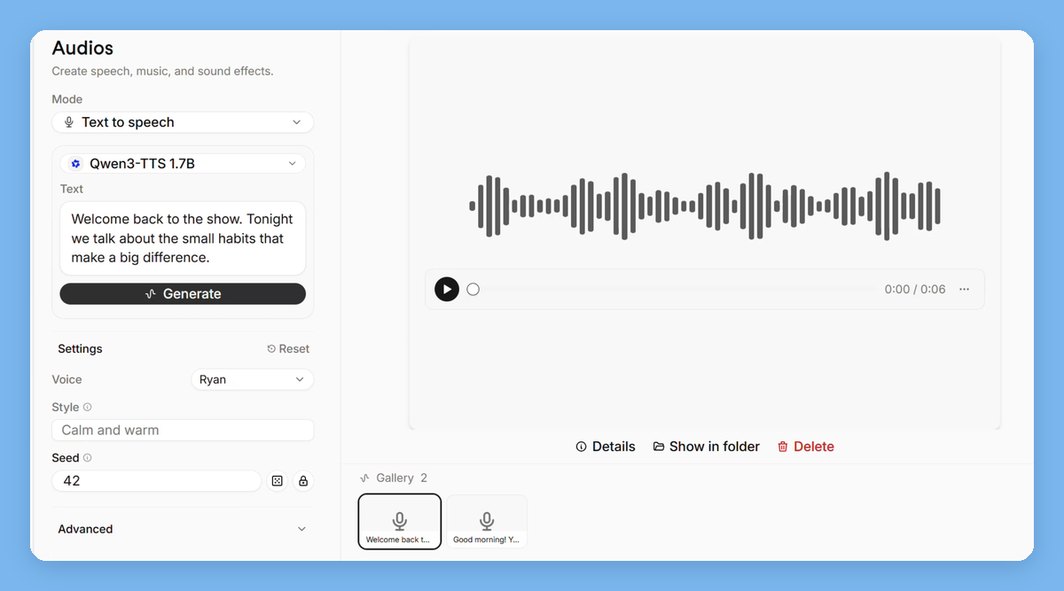 Audios
Create speech, music, and sound effects.
Mode
Text to speech
Qwen3-TTS 1.7B
Text
Welcome back to the show. Tonight
we talk about the small habits that
make a big difference.
Generate
Settings
Reset
Voice
Ryan
Style
Calm and warm
Seed
42
Advanced
0:00 / 0:06
Details
Show in folder
Delete
Gallery 2
Welcome back t...
Good morning! Y...